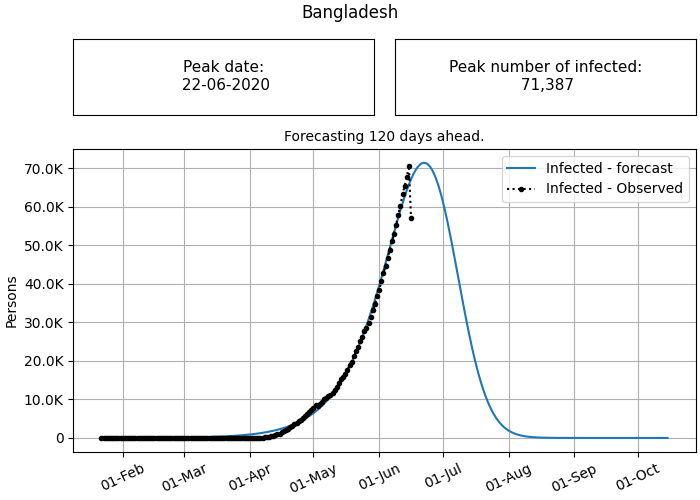 Bangladesh
Peak date:
22-06-2020
Peak number of infected:
71,387
Forecasting 120 days ahead.
Infected - forecast
Infected - Observed
70.0K
60.0K
50.0K
40.0K
30.0K
20.0K
10.0K
0
Persons
01-Feb
01-Mar
01-Apr
01-May
01-Jun
01-Jul
01-Aug
01-Sep
01-Oct